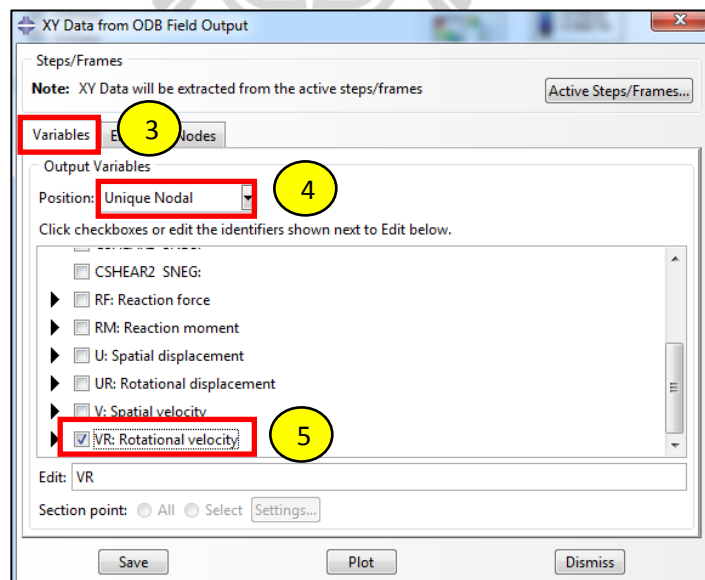 XY Data from ODB Field Output
x
Steps/Frames
Note: XY Data will be extracted from the active steps/frames
Active Steps/Frames...
Variables
3
Nodes
Output Variables
Position: Unique Nodal
4
Click checkboxes or edit the identifiers shown next to Edit below.
CSHEAR2 SNEG:
RF: Reaction force
RM: Reaction moment
U: Spatial displacement
UR: Rotational displacement
V: Spatial velocity
VR: Rotational velocity
5
Edit: VR
Section point: All Select Settings...
Save Plot Dismiss